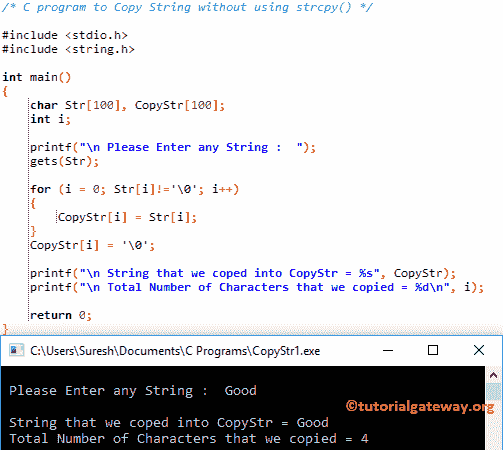 /* C program to Copy String without using strcpy() */
#include <stdio.h>
#include <string.h>
int main()
{
char Str[100], CopyStr[100];
int i;
printf("\n Please Enter any String :  ");
gets(Str);
for (i = 0; Str[i]!='\0'; i++)
{
CopyStr[i] = Str[i];
}
CopyStr[i] = '\0';
printf("\n String that we coped into CopyStr = %s", CopyStr);
printf("\n Total Number of Characters that we copied = %d\n", i);
return 0;
}
C:\Users\Suresh\Documents\C Programs\CopyStr1.exe
Please Enter any String :  Good
©tutorialgateway.org
String that we coped into CopyStr = Good
Total Number of Characters that we copied = 4